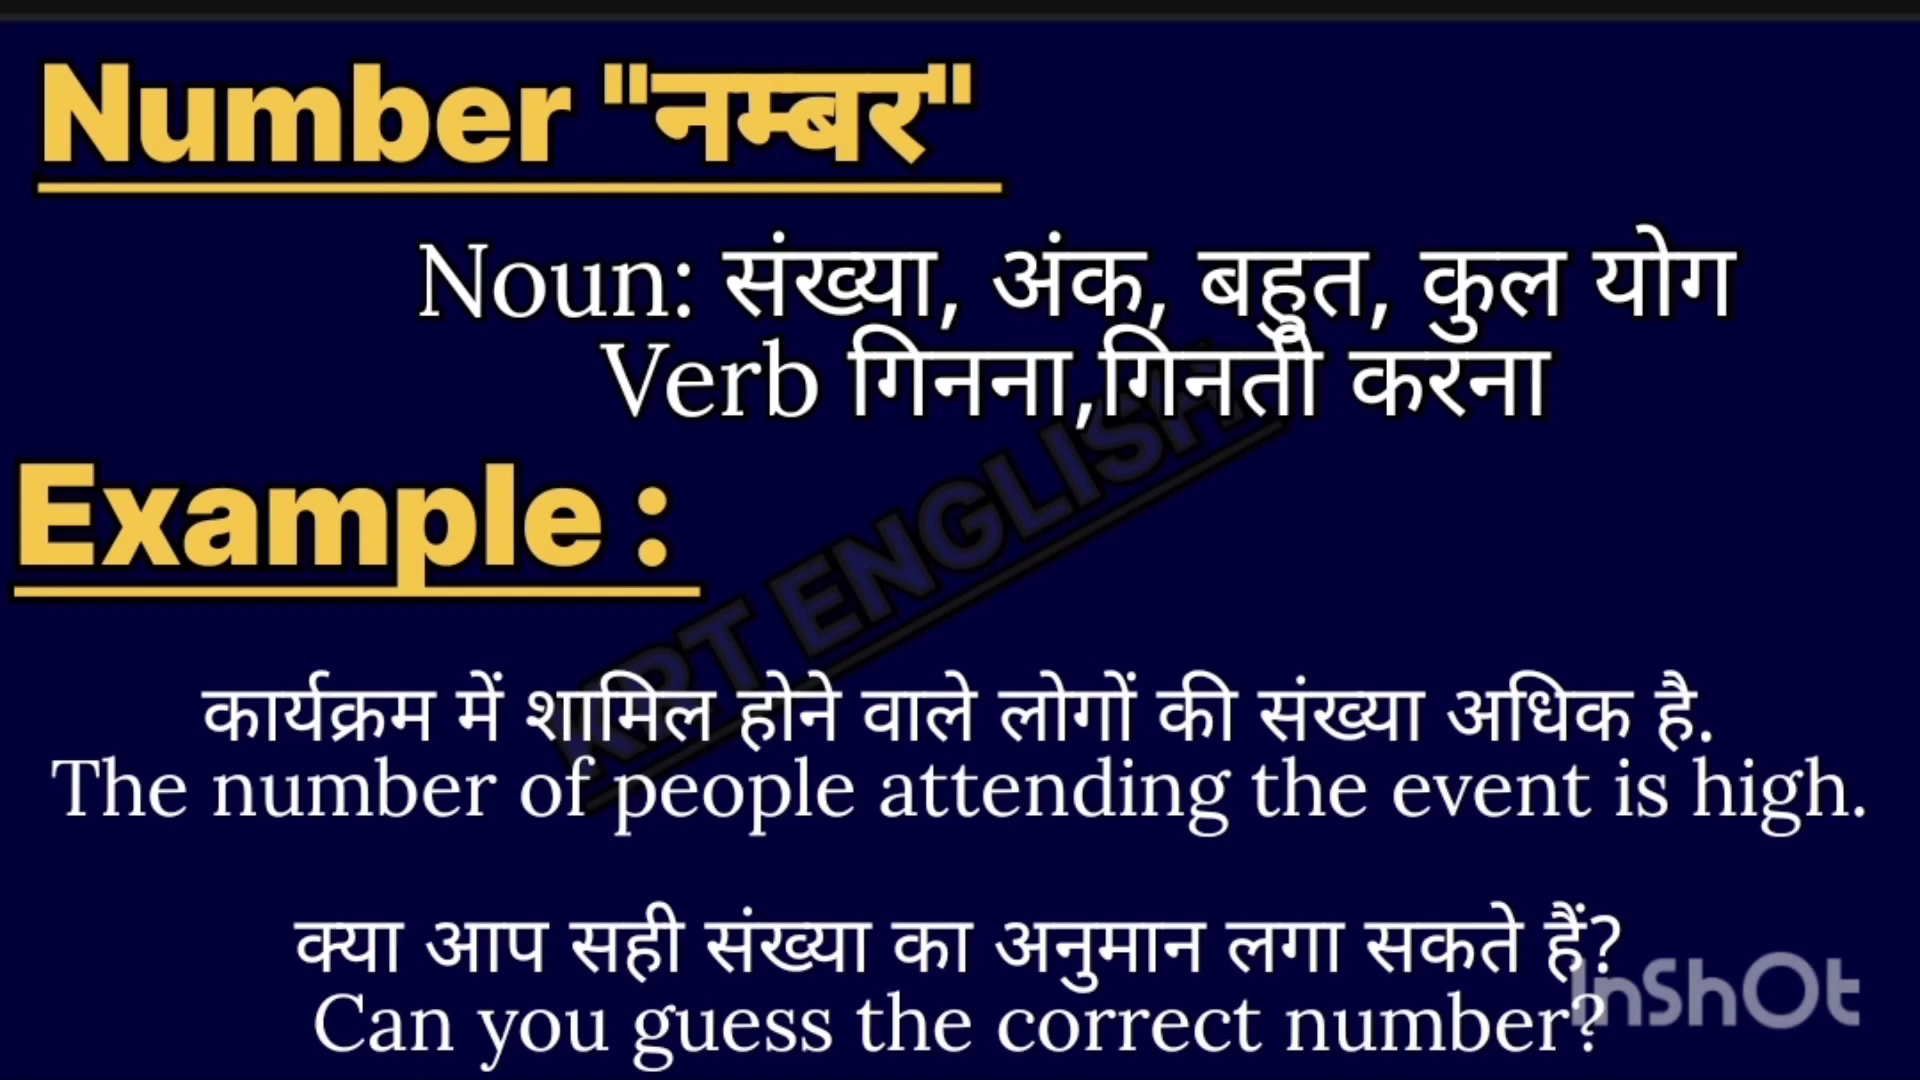 Number "नम्बर"
Noun: संख्या, अंक, बहुत, कुल योग
Verb गिनना,गिनती करना
Example :
कार्यक्रम में शामिल होने वाले लोगों की संख्या अधिक है.
The number of people attending the event is high.
क्या आप सही संख्या का अनुमान लगा सकते हैं?
Can you guess the correct number?
InShOt
ENGLISH